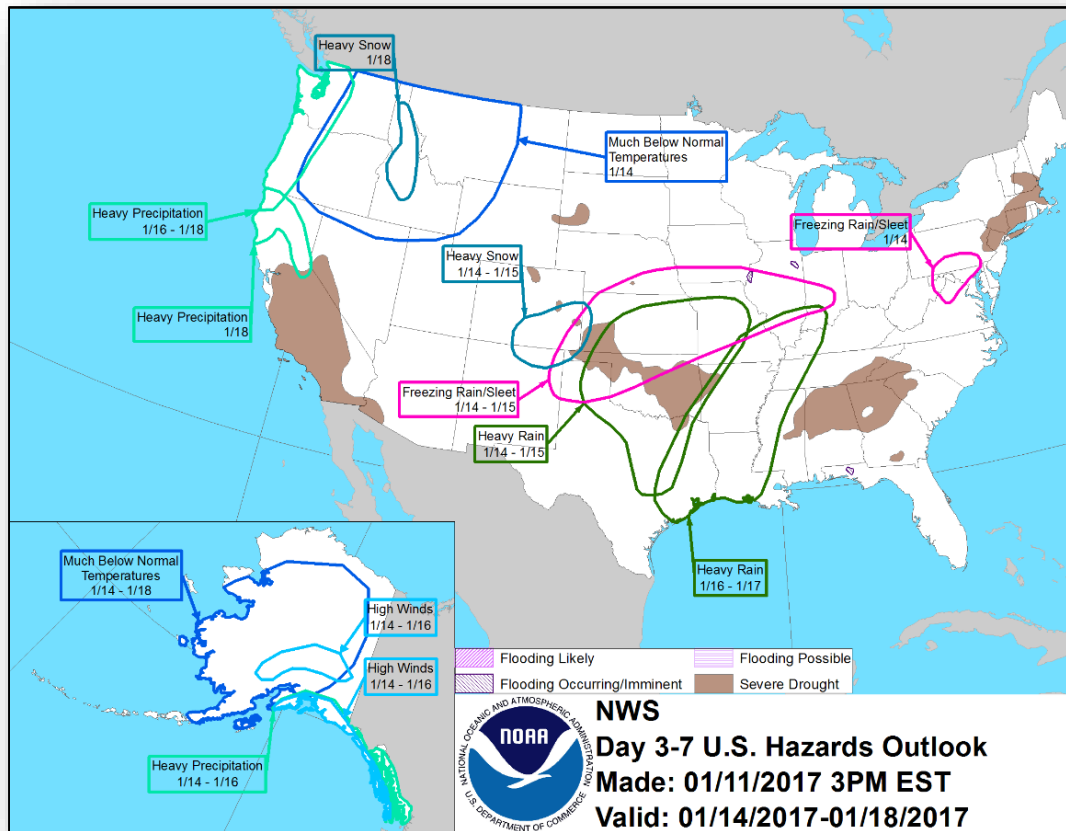 Heavy Snow
1/18
Much Below Normal
Temperatures
1/14
Heavy Precipitation
1/16 - 1/18
Freezing Rain/Sleet
1/14
Heavy Snow
1/14 - 1/15
Heavy Precipitation
1/18
Freezing Rain/Sleet
1/14 - 1/15
Heavy Rain
1/14 - 1/15
Heavy Rain
1/16 - 1/17
Much Below Normal
Temperatures
1/14 - 1/18
High Winds
1/14 - 1/16
High Winds
1/14 - 1/16
Heavy Precipitation
1/14 - 1/16
Flooding Likely
Flooding Possible
Flooding Occurring/Imminent
Severe Drought
NATIONAL OCEANIC AND ATMOSPHERIC ADMINISTRATION
NOAA
U.S. DEPARTMENT OF COMMERCE
NWS
Day 3-7 U.S. Hazards Outlook
Made: 01/11/2017 3PM EST
Valid: 01/14/2017-01/18/2017